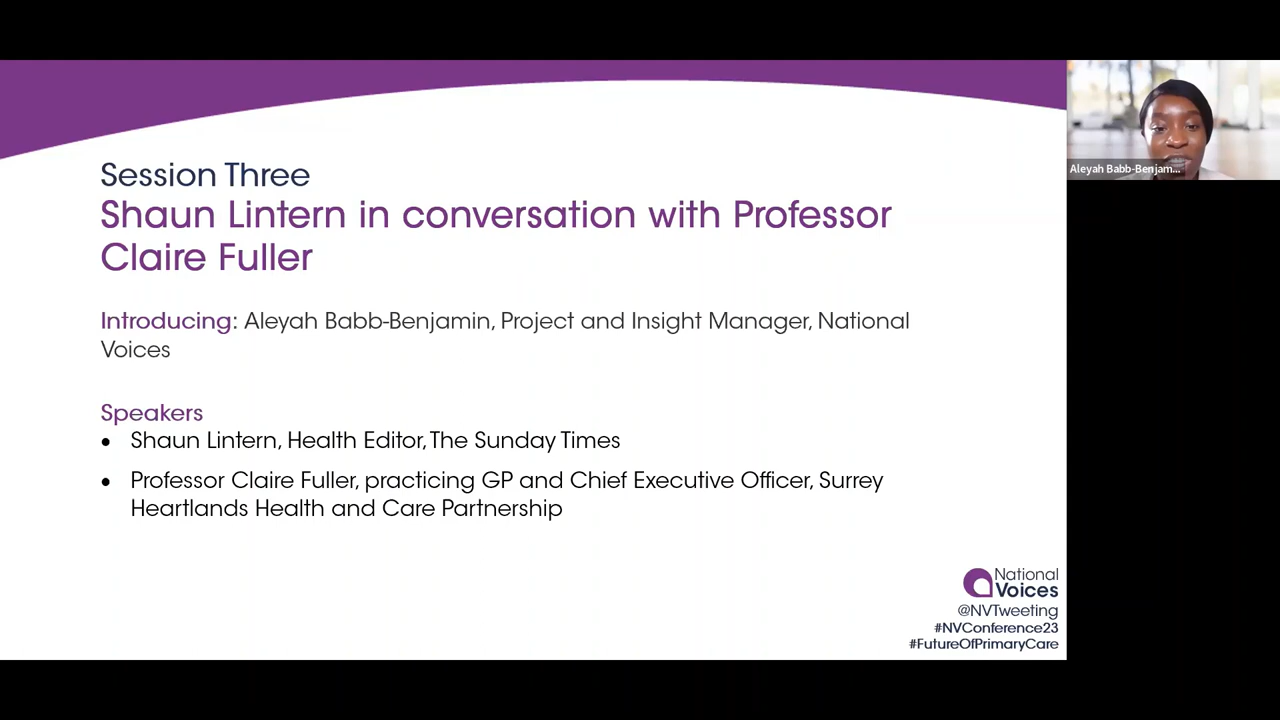 Session Three
Shaun Lintern in conversation with Professor
Claire Fuller
Introducing: Aleyah Babb-Benjamin, Project and Insight Manager, National
Voices
Speakers
• Shaun Lintern, Health Editor, The Sunday Times
• Professor Claire Fuller, practicing GP and Chief Executive Officer, Surrey
Heartlands Health and Care Partnership
National
Voices
@NVTweeting
#NVConference23
#FutureOfPrimaryCare
Aleyah Babb-Benjam...